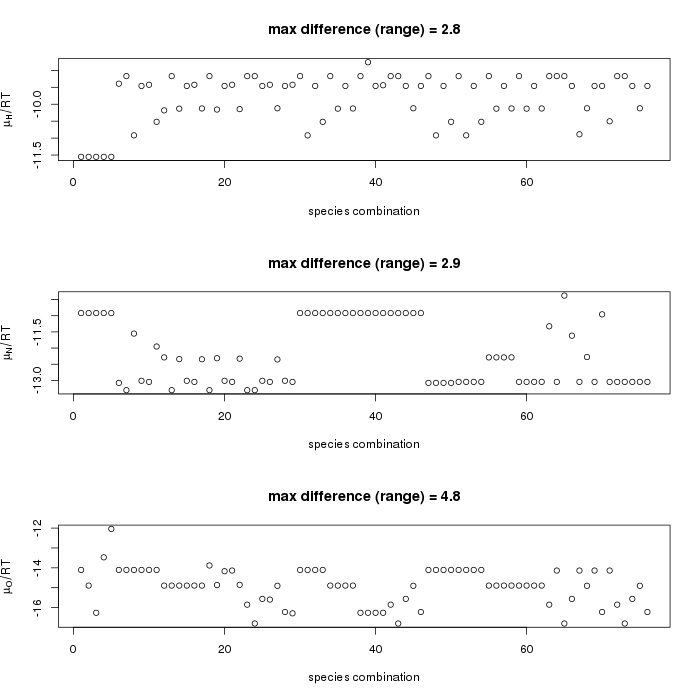 max difference (range) = 2.8
μH/RT
-10.0
-11.5
0 20 40 60
species combination
max difference (range) = 2.9
μN/RT
-11.5
-13.0
0 20 40 60
species combination
max difference (range) = 4.8
μO/RT
-12
-14
-16
0 20 40 60
species combination